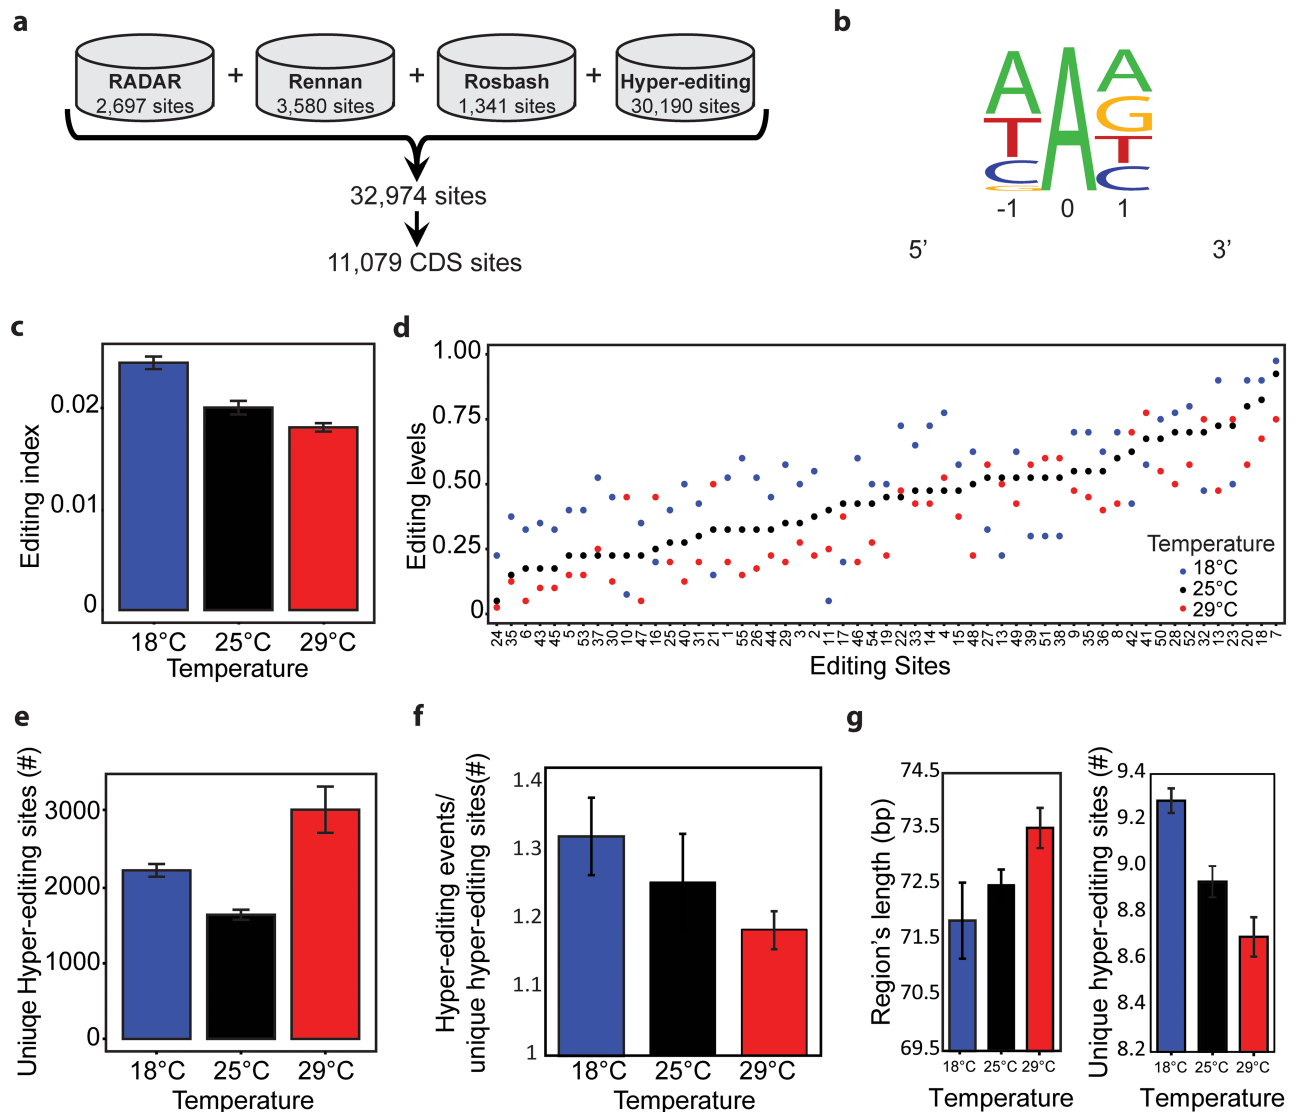 a
RADAR
2,697 sites
+
Rennan
3,580 sites
+
Rosbash
1,341 sites
+
Hyper-editing
30,190 sites
32,974 sites
11,079 CDS sites
b
A
T
C
G
A
A
G
T
C
-1 0 1
5’ 3’
c
Editing index
0.02
0.01
0
18°C 25°C 29°C
Temperature
d
Editing levels
1.00
0.75
0.50
0.25
0
24 35 6 43 45 5 53 37 30 10 47 16 25 40 31 21 1 55 26 44 29 3 2 11 17 46 54 19 22 33 14 4 15 48 27 13 49 39 51 38 9 35 36 8 42 41 50 28 52 32 13 23 20 18 7
Editing Sites
Temperature
18°C
25°C
29°C
e
Uniuqe Hyper-editing sites (#)
3000
2000
1000
0
18°C 25°C 29°C
Temperature
f
Hyper-editing events/
unique hyper-editing sites(#)
1.4
1.3
1.2
1.1
1
18°C 25°C 29°C
Temperature
g
Region’s length (bp)
74.5
73.5
72.5
71.5
70.5
69.5
18°C 25°C 29°C
Temperature
Unique hyper-editing sites (#)
9.4
9.2
9.0
8.8
8.6
8.4
8.2
18°C 25°C 29°C
Temperature